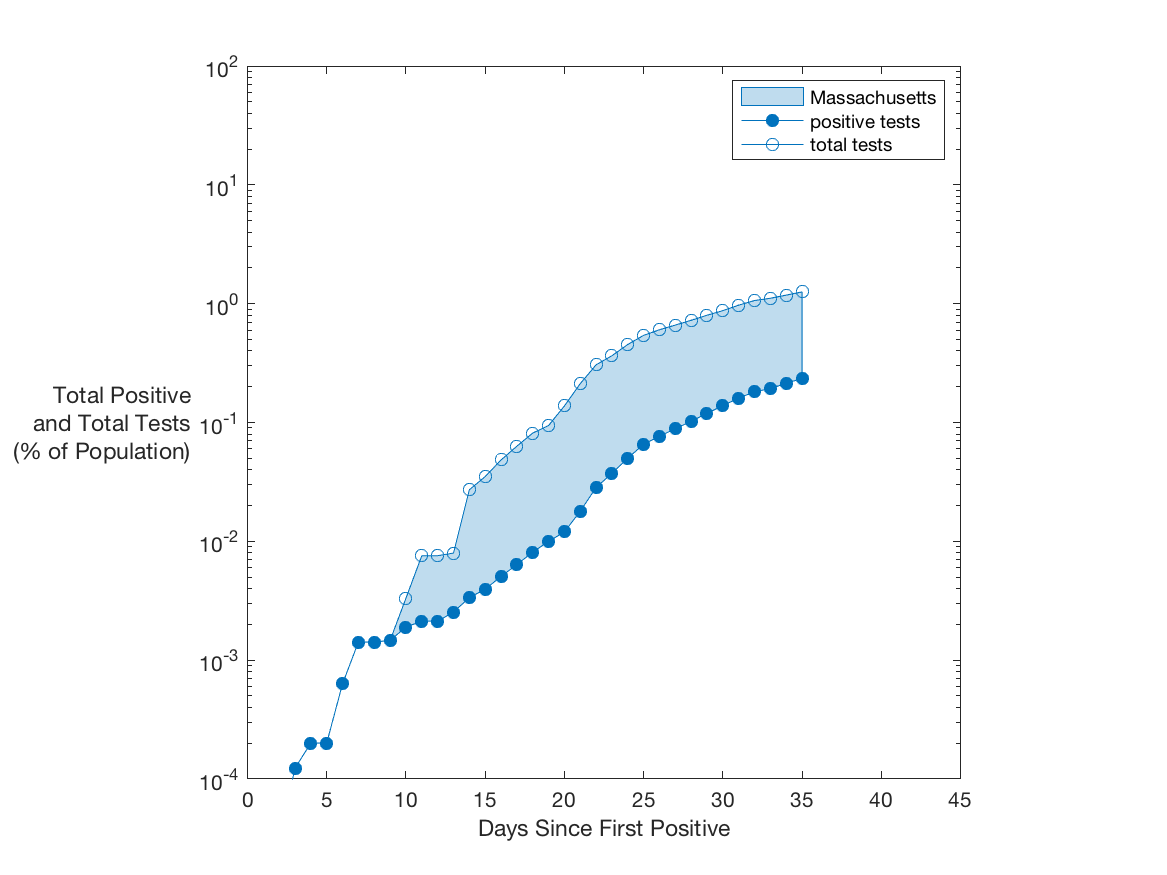 10^2
10^1
10^0
10^-1
10^-2
10^-3
10^-4
Total Positive
and Total Tests
(% of Population)
Massachusetts
positive tests
total tests
0 5 10 15 20 25 30 35 40 45
Days Since First Positive